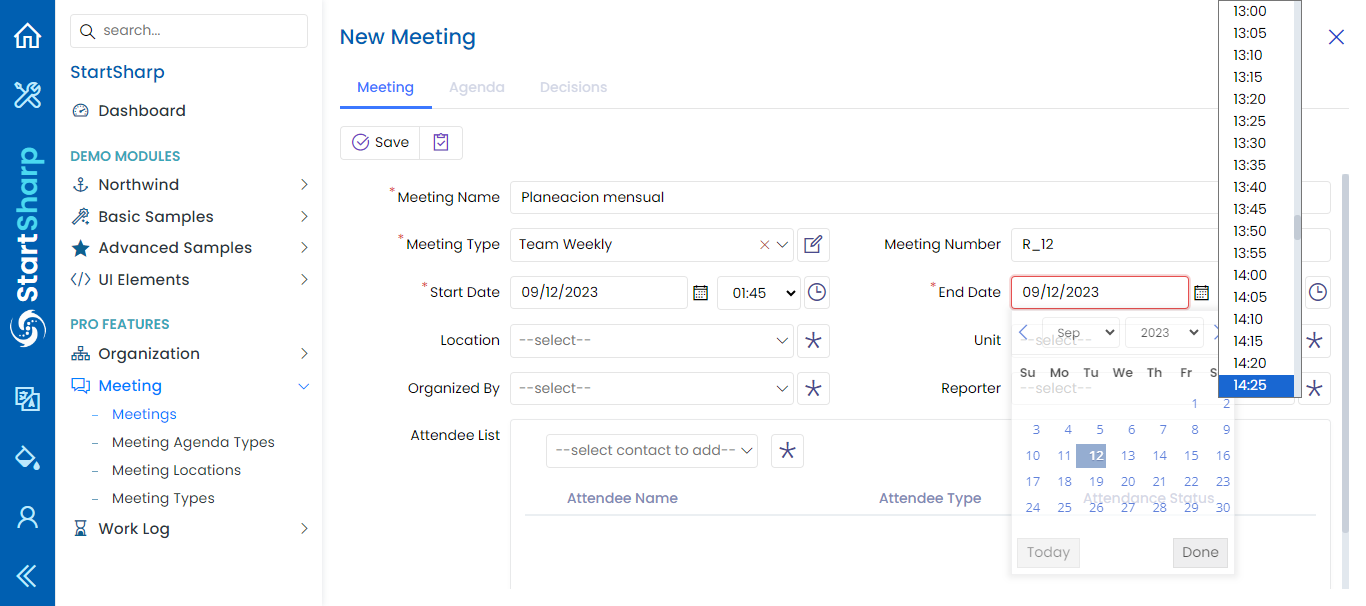 search...
StartSharp
Dashboard
DEMO MODULES
Northwind
Basic Samples
Advanced Samples
UI Elements
PRO FEATURES
Organization
Meeting
Meetings
Meeting Agenda Types
Meeting Locations
Meeting Types
Work Log
StartSharp
New Meeting
Meeting
Agenda
Decisions
Save
*Meeting Name Planeacion mensual
*Meeting Type Team Weekly
Meeting Number R_12
*Start Date 09/12/2023 01:45
*End Date 09/12/2023
Location --select--
Unit --select--
Organized By --select--
Reporter --select--
Attendee List
--select contact to add--
Attendee Name Attendee Type Attendance Status
Sep 2023
Su Mo Tu We Th Fr S
1 2
3 4 5 6 7 8 9
10 11 12 13 14 15 16
17 18 19 20 21 22 23
24 25 26 27 28 29 30
Today Done
13:00
13:05
13:10
13:15
13:20
13:25
13:30
13:35
13:40
13:45
13:50
13:55
14:00
14:05
14:10
14:15
14:20
14:25